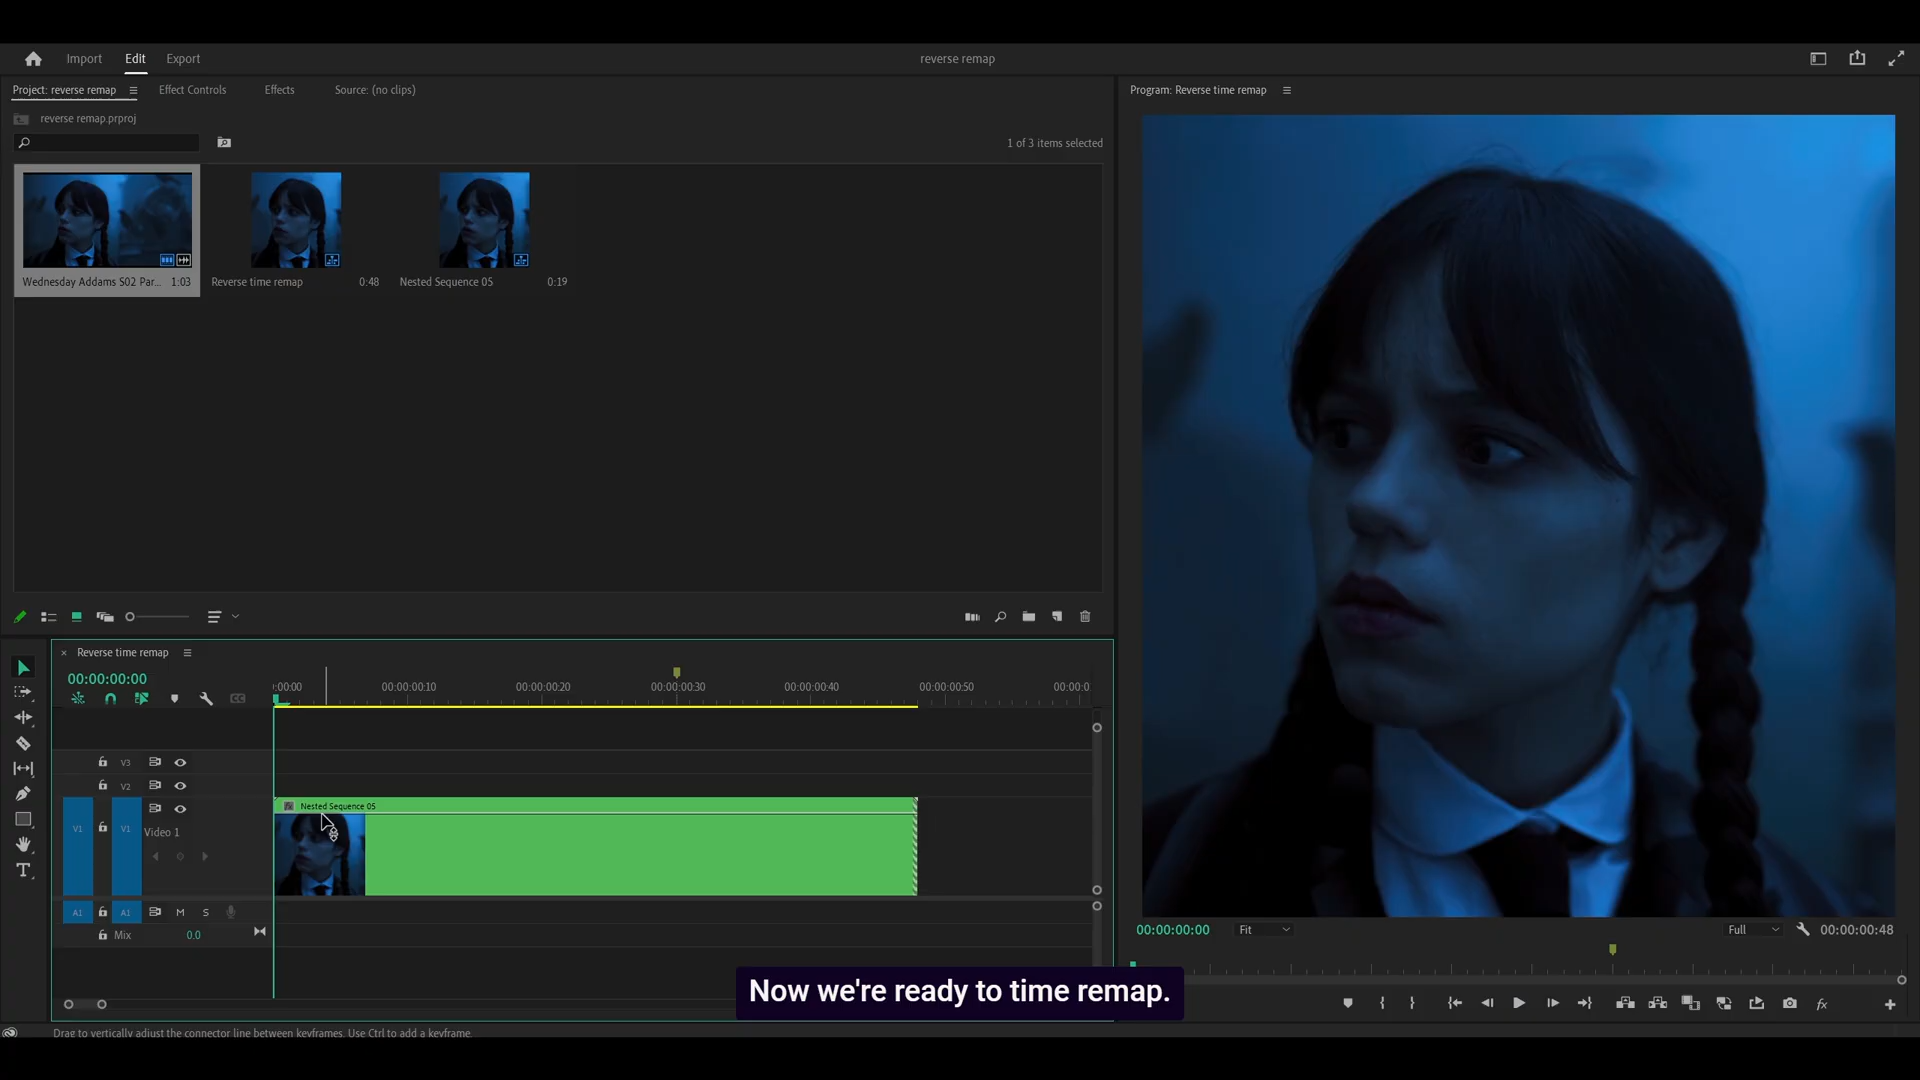 Import
Edit
Export
reverse remap
Project: reverse remap
Effect Controls
Effects
Source: (no clips)
Program: Reverse time remap
reverse remap.prproj
1 of 3 items selected
Wednesday Addams S02 Par... 1:03
Reverse time remap 0:48
Nested Sequence 05 0:19
Reverse time remap
00:00:00:00
:00:00
00:00:00:10
00:00:00:20
00:00:00:30
00:00:00:40
00:00:00:50
00:00:0
V3
V2
Nested Sequence 05
V1
V1
Video 1
A1
A1
M
S
Mix
0.0
00:00:00:00
Fit
Full
00:00:00:48
Now we're ready to time remap.
Drag to vertically adjust the connector line between keyframes. Use Ctrl to add a keyframe.